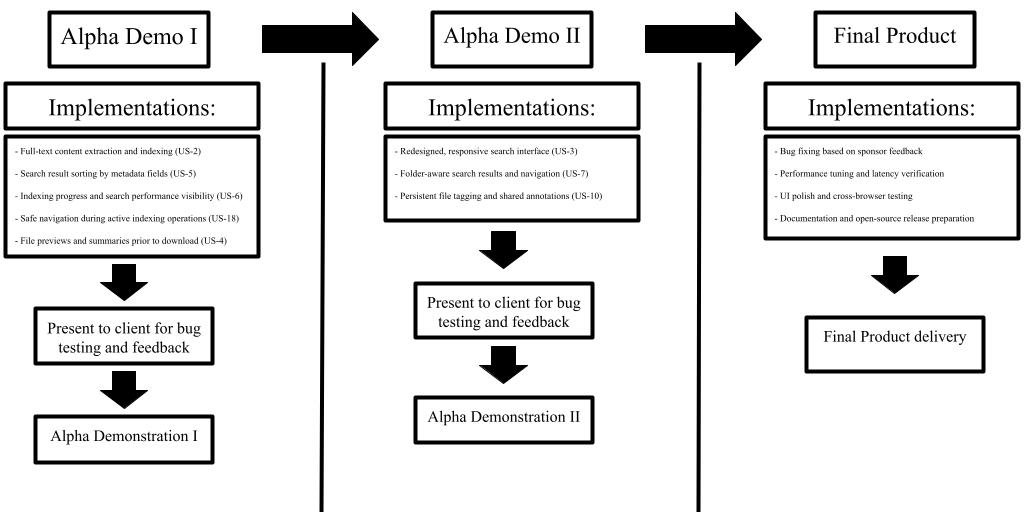 Alpha Demo I
Implementations:
- Full-text content extraction and indexing (US-2)
- Search result sorting by metadata fields (US-5)
- Indexing progress and search performance visibility (US-6)
- Safe navigation during active indexing operations (US-18)
- File previews and summaries prior to download (US-4)
Present to client for bug
testing and feedback
Alpha Demonstration I
Alpha Demo II
Implementations:
- Redesigned, responsive search interface (US-3)
- Folder-aware search results and navigation (US-7)
- Persistent file tagging and shared annotations (US-10)
Present to client for bug
testing and feedback
Alpha Demonstration II
Final Product
Implementations:
- Bug fixing based on sponsor feedback
- Performance tuning and latency verification
- UI polish and cross-browser testing
- Documentation and open-source release preparation
Final Product delivery